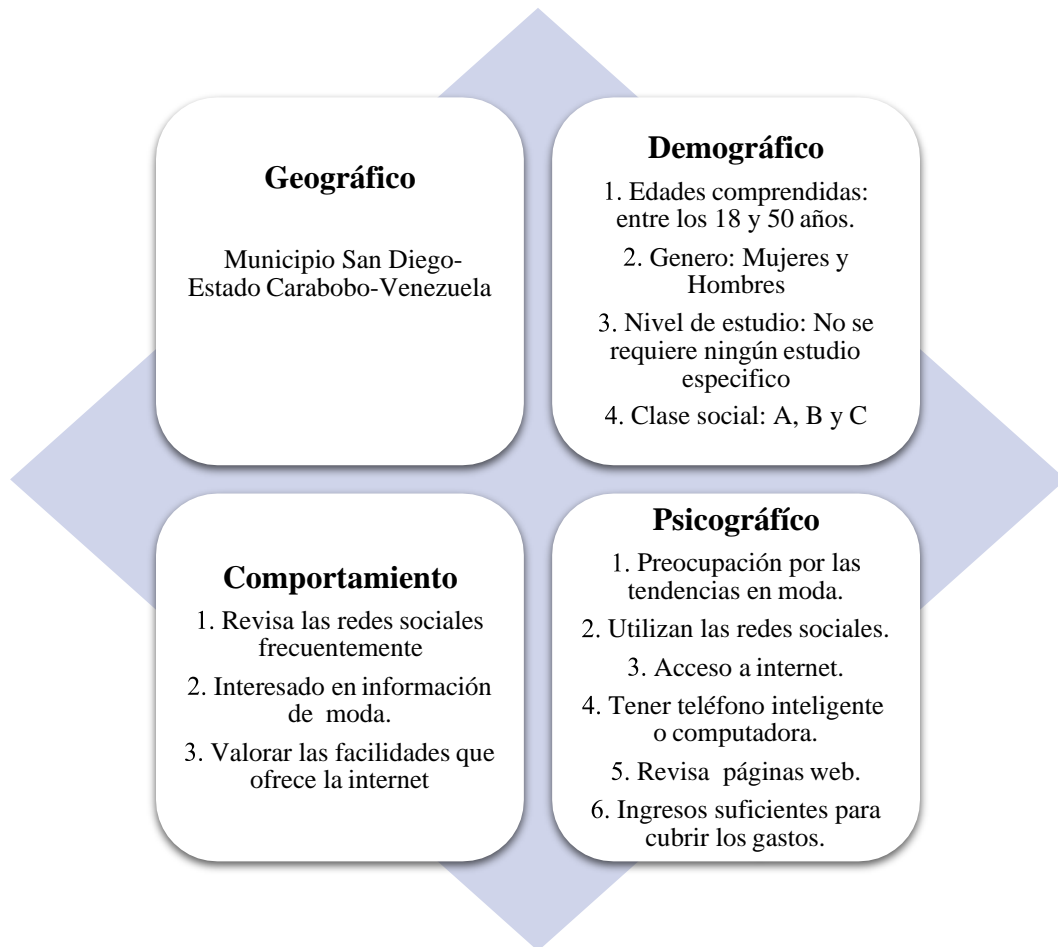 Geográfico
Municipio San Diego-
Estado Carabobo-Venezuela
Demográfico
1. Edades comprendidas:
entre los 18 y 50 años.
2. Genero: Mujeres y
Hombres
3. Nivel de estudio: No se
requiere ningún estudio
especifico
4. Clase social: A, B y C
Comportamiento
1. Revisa las redes sociales
frecuentemente
2. Interesado en información
de moda.
3. Valorar las facilidades que
ofrece la internet
Psicográfíco
1. Preocupación por las
tendencias en moda.
2. Utilizan las redes sociales.
3. Acceso a internet.
4. Tener teléfono inteligente
o computadora.
5. Revisa páginas web.
6. Ingresos suficientes para
cubrir los gastos.